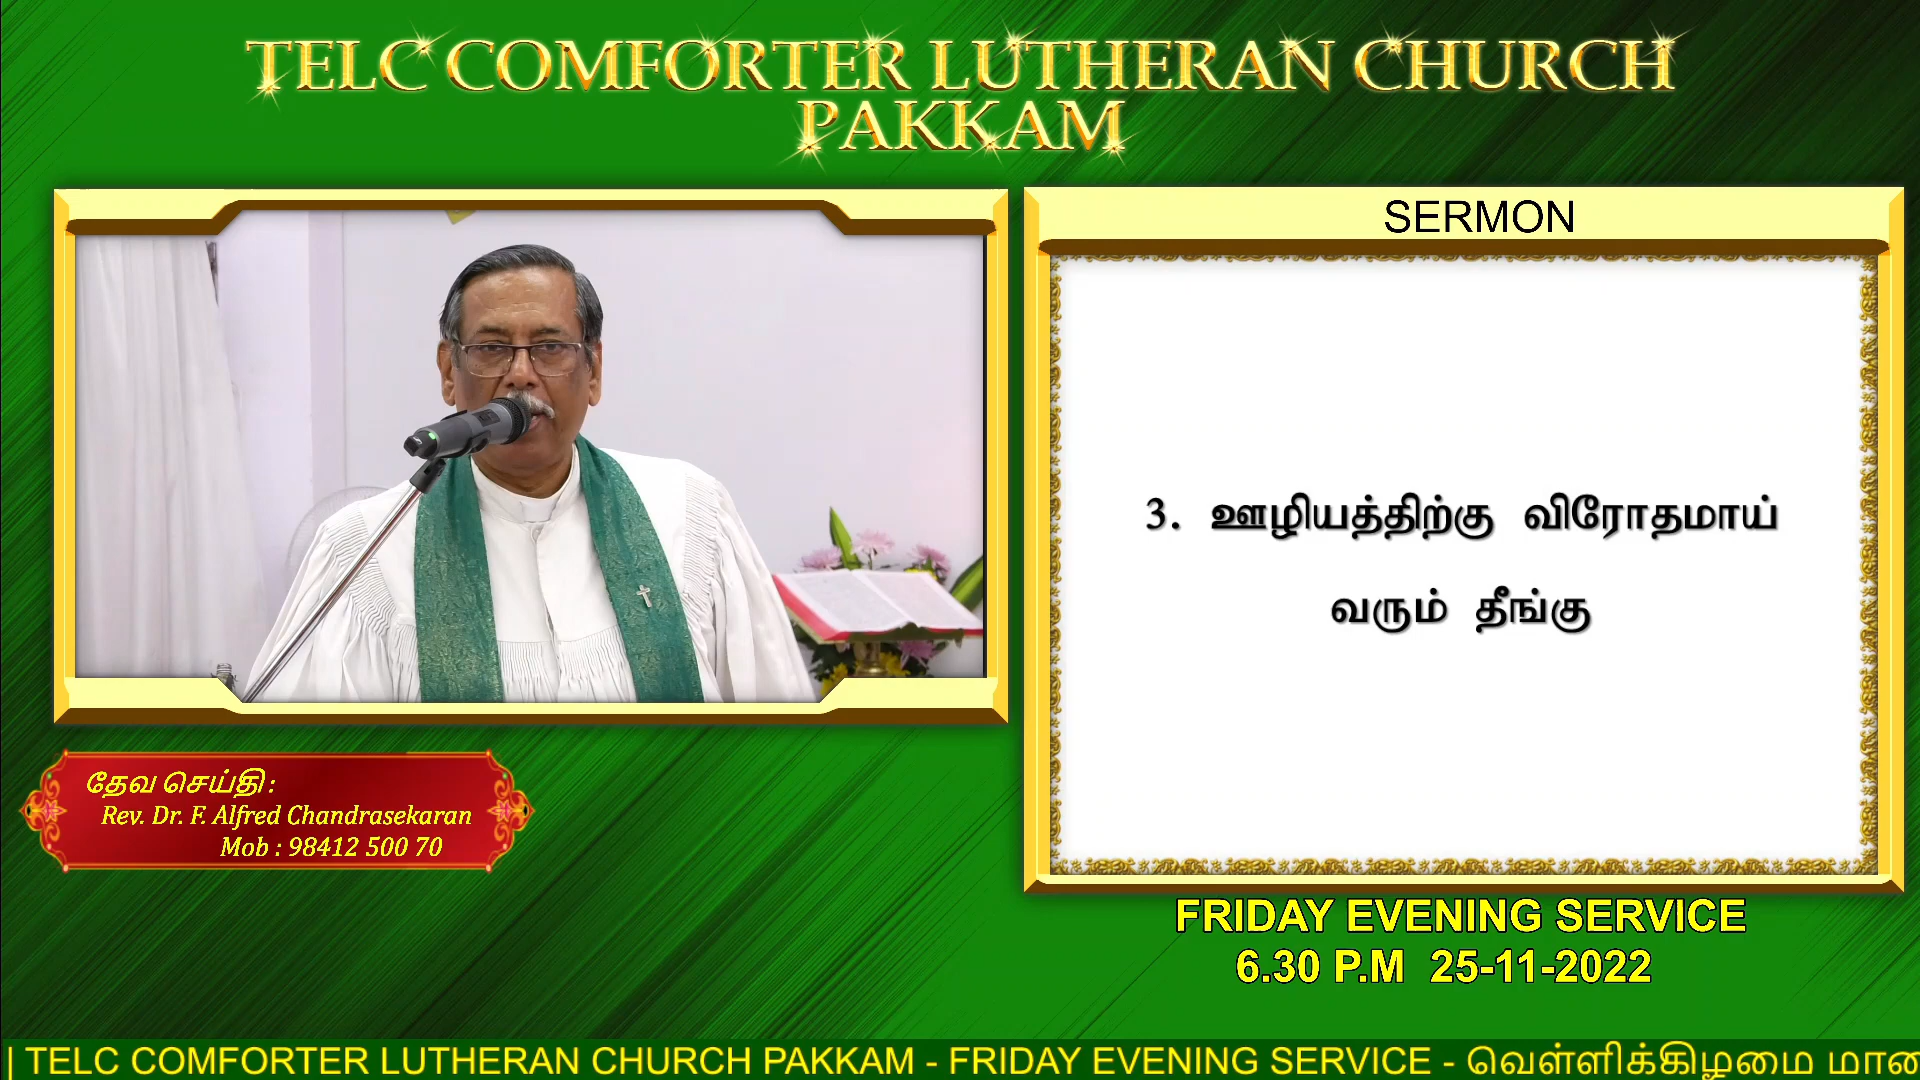 TELC COMFORTER LUTHERAN CHURCH
PAKKAM
SERMON
3. ஊழியத்திற்கு விரோதமாய்
வரும் தீங்கு
தேவ செய்தி :
Rev. Dr. F. Alfred Chandrasekaran
Mob : 98412 500 70
FRIDAY EVENING SERVICE
6.30 P.M 25-11-2022
| TELC COMFORTER LUTHERAN CHURCH PAKKAM - FRIDAY EVENING SERVICE - வெள்ளிக்கிழமை